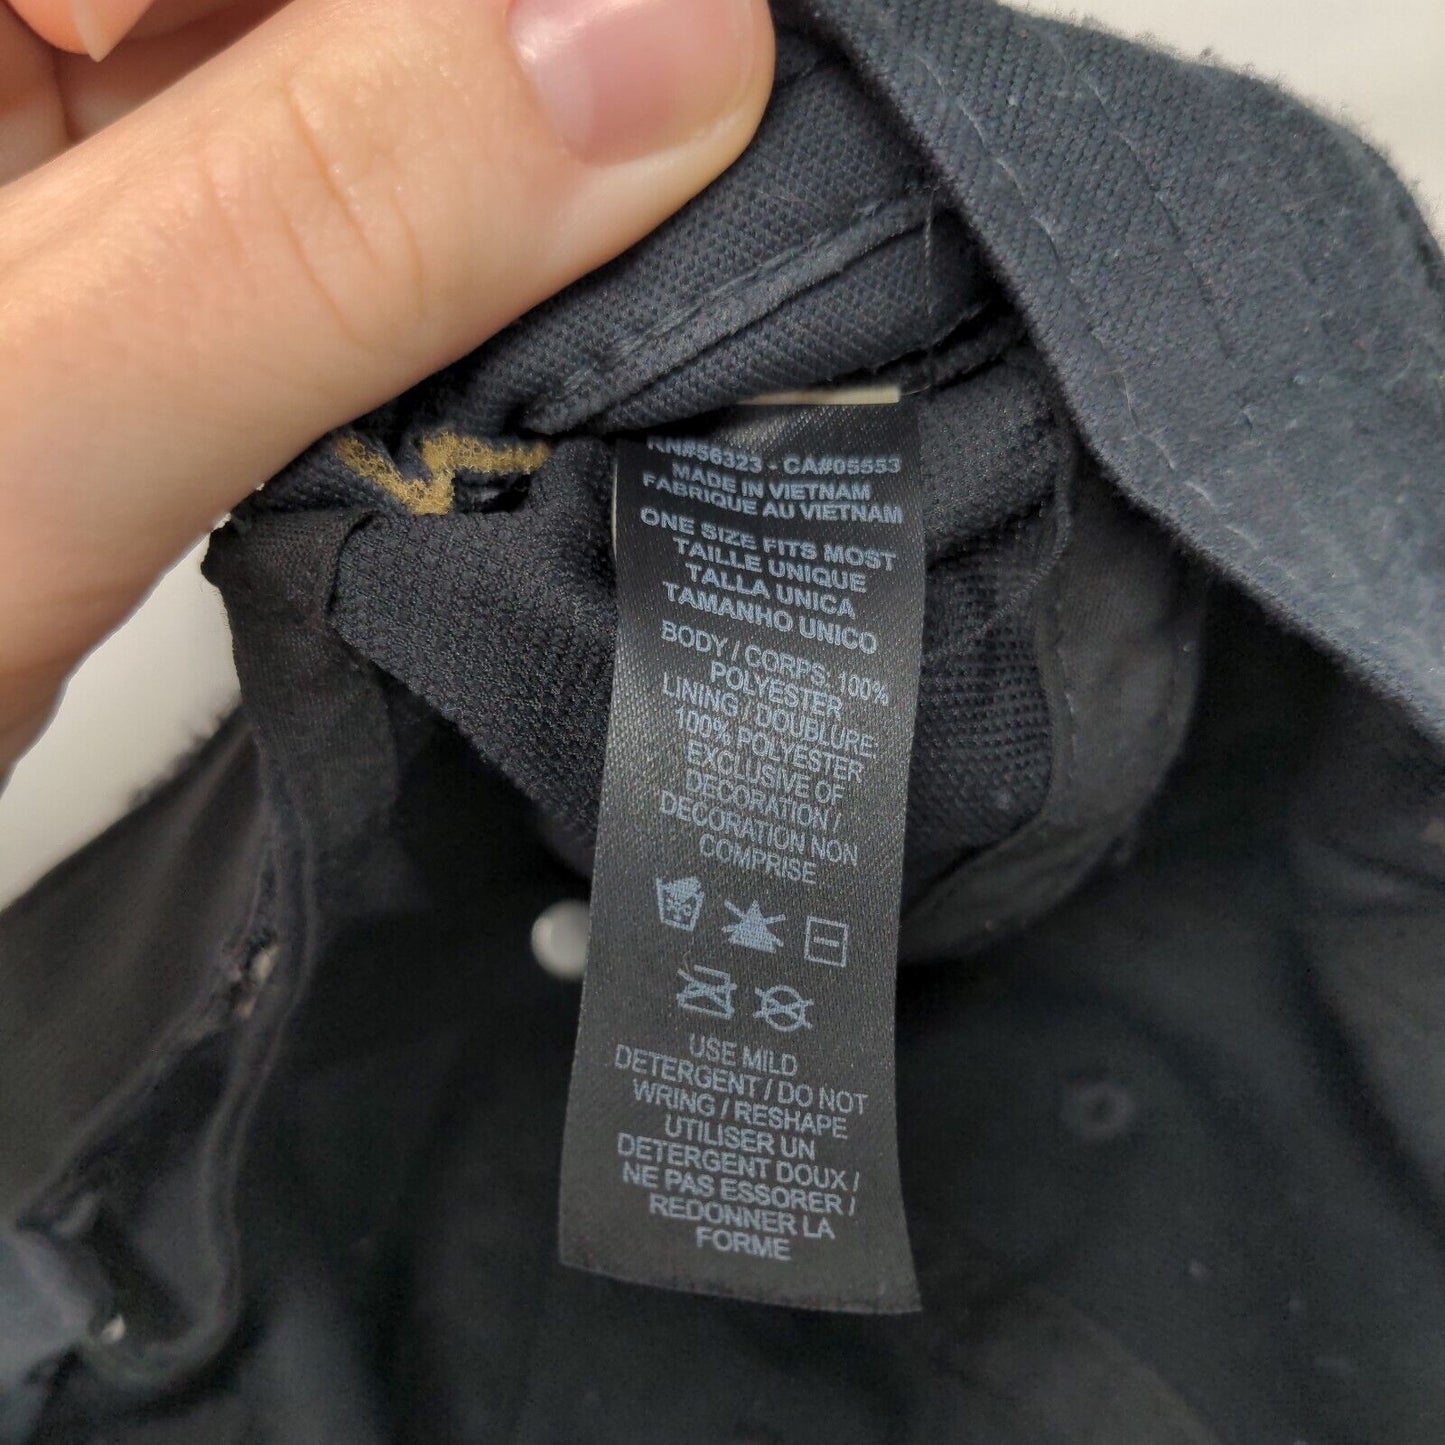 RN#56323 - CA#05553
MADE IN VIETNAM
FABRIQUE AU VIETNAM
ONE SIZE FITS MOST
TAILLE UNIQUE
TALLA UNICA
TAMANHO UNICO
BODY / CORPS: 100%
POLYESTER
LINING / DOUBLURE
100% POLYESTER
EXCLUSIVE OF
DECORATION /
DECORATION NON
COMPRISE
USE MILD
DETERGENT / DO NOT
WRING / RESHAPE
UTILISER UN
DETERGENT DOUX /
NE PAS ESSORER /
REDONNER LA
FORME